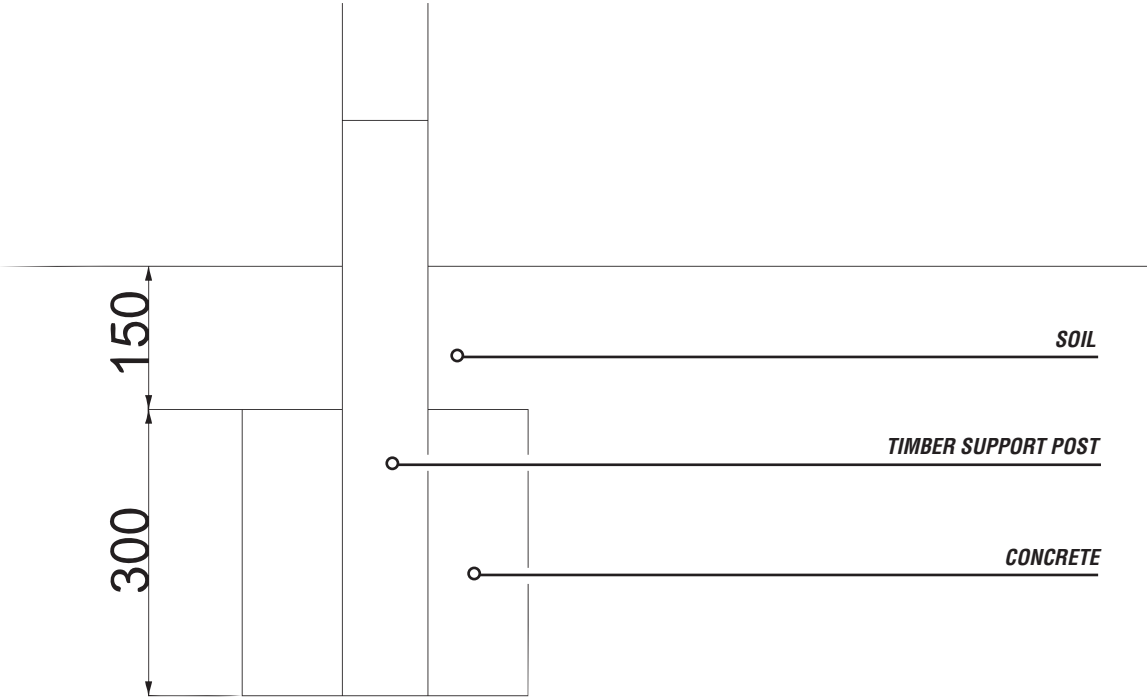 150
SOIL
TIMBER SUPPORT POST
300
CONCRETE